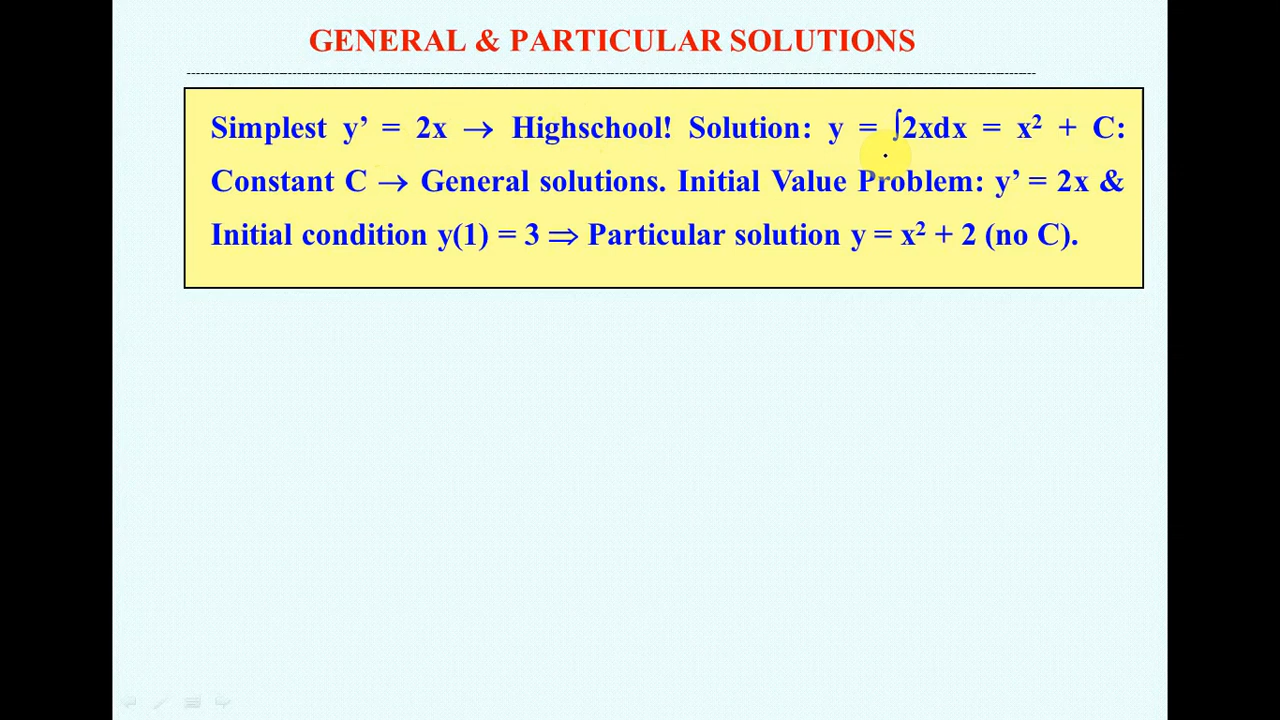 GENERAL & PARTICULAR SOLUTIONS
Simplest y’ = 2x → Highschool! Solution: y = ∫2xdx = x² + C:
Constant C → General solutions. Initial Value Problem: y’ = 2x &
Initial condition y(1) = 3 ⇒ Particular solution y = x² + 2 (no C).